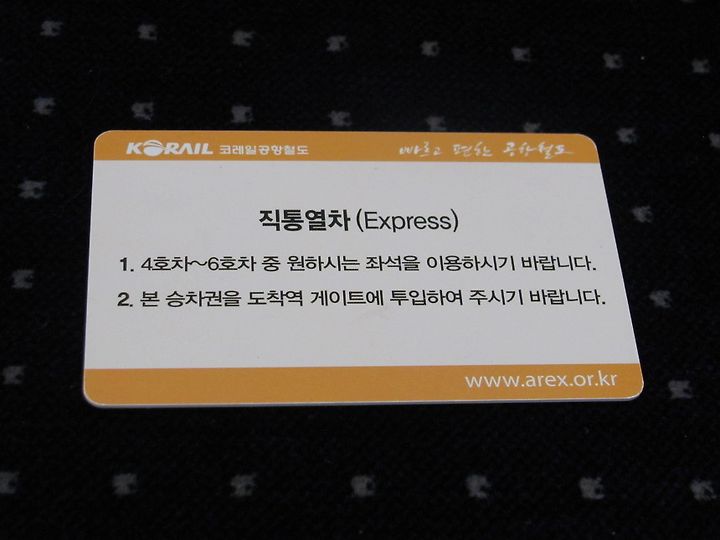 KORAIL 코레일공항철도 빠르고 편한 공항철도
직통열차 (Express)
1. 4호차~6호차 중 원하시는 좌석을 이용하시기 바랍니다.
2. 본 승차권을 도착역 게이트에 투입하여 주시기 바랍니다.
www.arex.or.kr